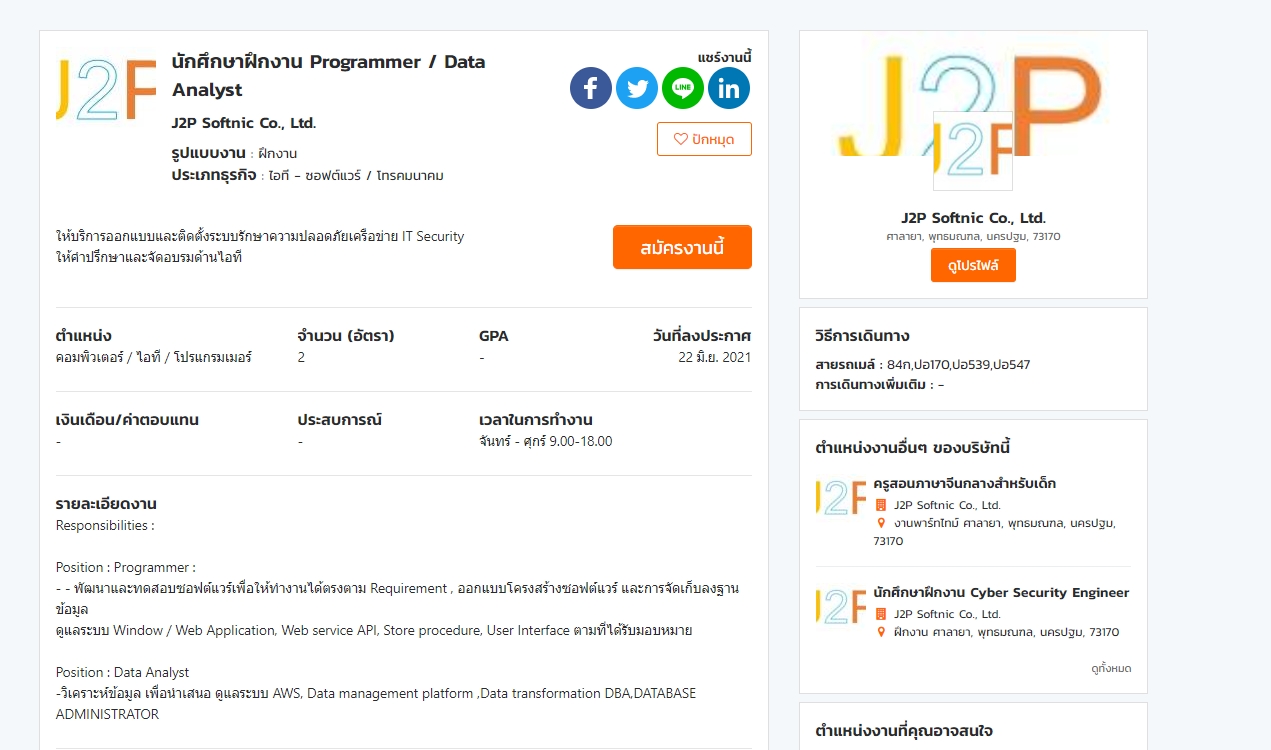 J2P
นักศึกษาฝึกงาน Programmer / Data
Analyst
J2P Softnic Co., Ltd.
รูปแบบงาน : ฝึกงาน
ประเภทธุรกิจ : ไอที - ซอฟต์แวร์ / โทรคมนาคม
แชร์งานนี้
LINE
ปักหมุด
ให้บริการออกแบบและติดตั้งระบบรักษาความปลอดภัยเครือข่าย IT Security
ให้คำปรึกษาและจัดอบรมด้านไอที
สมัครงานนี้
ตำแหน่ง
คอมพิวเตอร์ / ไอที / โปรแกรมเมอร์
จำนวน (อัตรา)
2
GPA
-
วันที่ลงประกาศ
22 มิ.ย. 2021
เงินเดือน/ค่าตอบแทน
-
ประสบการณ์
-
เวลาในการทำงาน
จันทร์ - ศุกร์ 9.00-18.00
รายละเอียดงาน
Responsibilities :
Position : Programmer :
- - พัฒนาและทดสอบซอฟต์แวร์เพื่อให้ทำงานได้ตรงตาม Requirement , ออกแบบโครงสร้างซอฟต์แวร์ และการจัดเก็บลงฐาน
ข้อมูล
ดูแลระบบ Window / Web Application, Web service API, Store procedure, User Interface ตามที่ได้รับมอบหมาย
Position : Data Analyst
-วิเคราะห์ข้อมูล เพื่อนำเสนอ ดูแลระบบ AWS, Data management platform ,Data transformation DBA,DATABASE
ADMINISTRATOR
J2P
J2P
J2P Softnic Co., Ltd.
ศาลายา, พุทธมณฑล, นครปฐม, 73170
ดูโปรไฟล์
วิธีการเดินทาง
สายรถเมล์ : 84ก,ปอ170,ปอ539,ปอ547
การเดินทางเพิ่มเติม : -
ตำแหน่งงานอื่นๆ ของบริษัทนี้
J2P
ครูสอนภาษาจีนกลางสำหรับเด็ก
J2P Softnic Co., Ltd.
งานพาร์ทไทม์ ศาลายา, พุทธมณฑล, นครปฐม,
73170
J2P
นักศึกษาฝึกงาน Cyber Security Engineer
J2P Softnic Co., Ltd.
ฝึกงาน ศาลายา, พุทธมณฑล, นครปฐม, 73170
ดูทั้งหมด
ตำแหน่งงานที่คุณอาจสนใจ